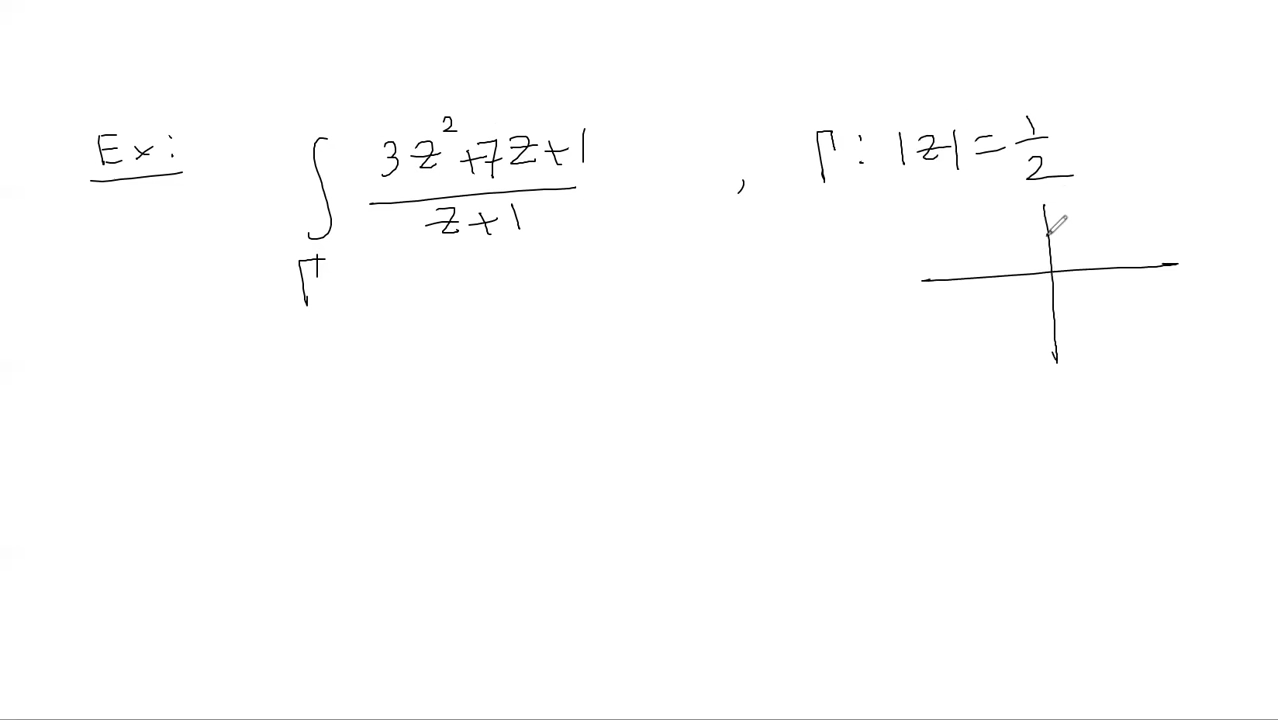 Ex: ∫_Γ⁺ (3z²+7z+1)/(z+1) , Γ: |z|=1/2